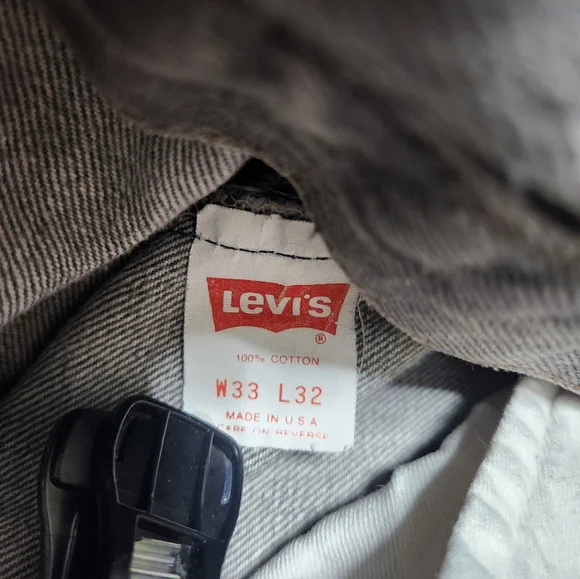 Levi's
®
100% COTTON
W33 L32
MADE IN U S A
CARE ON REVERSE